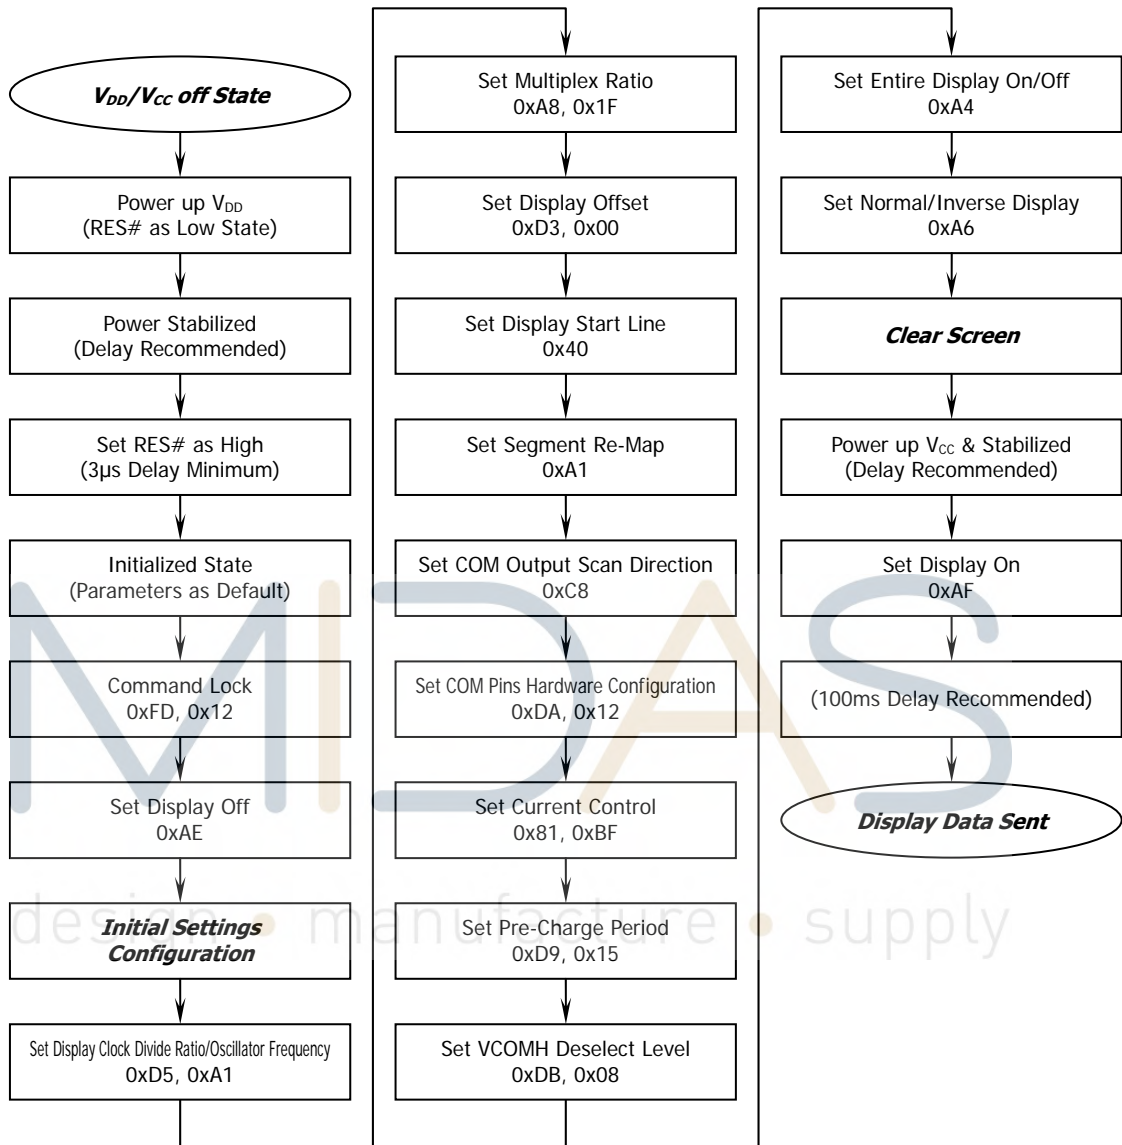 V_DD/V_CC off State
Power up V_DD
(RES# as Low State)
Power Stabilized
(Delay Recommended)
Set RES# as High
(3µs Delay Minimum)
Initialized State
(Parameters as Default)
Command Lock
0xFD, 0x12
Set Display Off
0xAE
Initial Settings
Configuration
Set Display Clock Divide Ratio/Oscillator Frequency
0xD5, 0xA1
Set Multiplex Ratio
0xA8, 0x1F
Set Display Offset
0xD3, 0x00
Set Display Start Line
0x40
Set Segment Re-Map
0xA1
Set COM Output Scan Direction
0xC8
Set COM Pins Hardware Configuration
0xDA, 0x12
Set Current Control
0x81, 0xBF
Set Pre-Charge Period
0xD9, 0x15
Set VCOMH Deselect Level
0xDB, 0x08
Set Entire Display On/Off
0xA4
Set Normal/Inverse Display
0xA6
Clear Screen
Power up V_CC & Stabilized
(Delay Recommended)
Set Display On
0xAF
(100ms Delay Recommended)
Display Data Sent
MIDAS
design • manufacture • supply